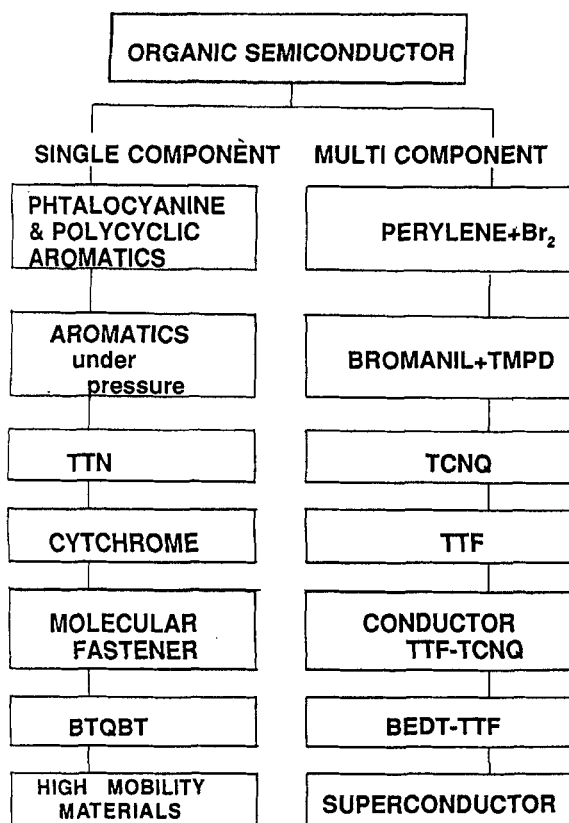 ORGANIC SEMICONDUCTOR
SINGLE COMPONÈNT
PHTALOCYANINE
& POLYCYCLIC
AROMATICS
AROMATICS
under
pressure
TTN
CYTCHROME
MOLECULAR
FASTENER
BTQBT
HIGH MOBILITY
MATERIALS
MULTI COMPONENT
PERYLENE+Br₂
BROMANIL+TMPD
TCNQ
TTF
CONDUCTOR
TTF-TCNQ
BEDT-TTF
SUPERCONDUCTOR